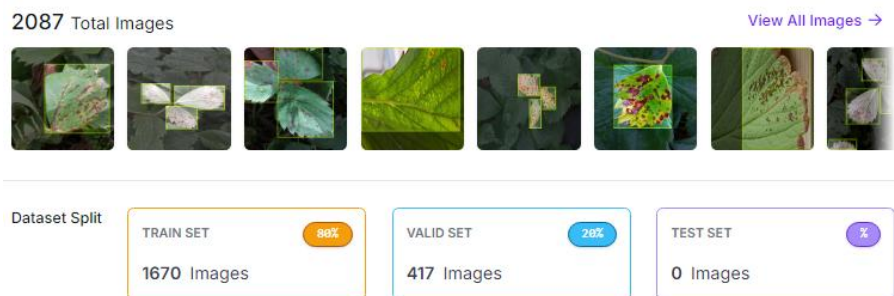 2087 Total Images
View All Images →
Dataset Split
TRAIN SET
80%
1670 Images
VALID SET
20%
417 Images
TEST SET
%
0 Images